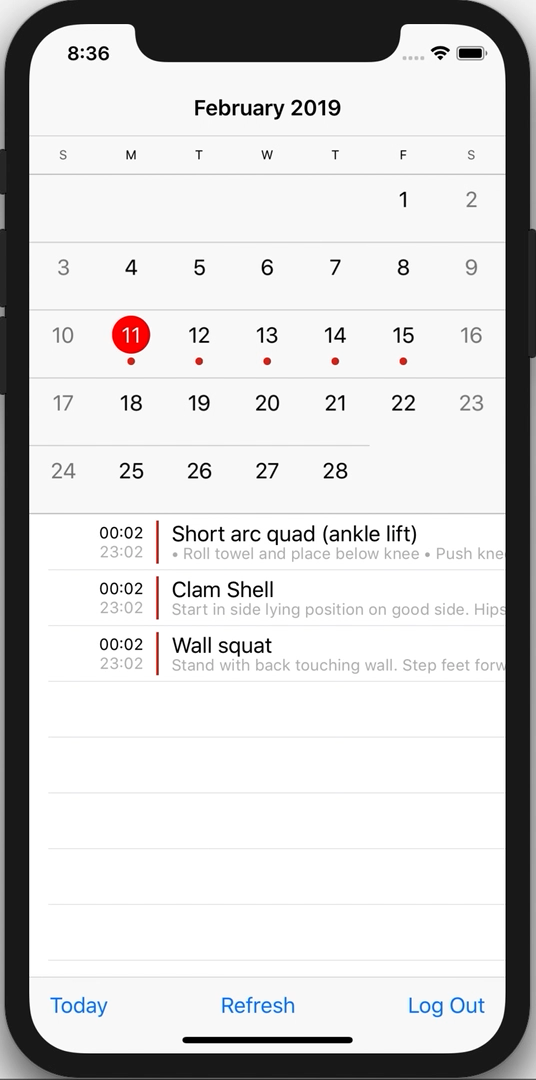 8:36
February 2019
S M T W T F S
1 2
3 4 5 6 7 8 9
10 11 12 13 14 15 16
17 18 19 20 21 22 23
24 25 26 27 28
00:02 Short arc quad (ankle lift)
23:02 • Roll towel and place below knee • Push kne
00:02 Clam Shell
23:02 Start in side lying position on good side. Hips
00:02 Wall squat
23:02 Stand with back touching wall. Step feet forw
Today Refresh Log Out